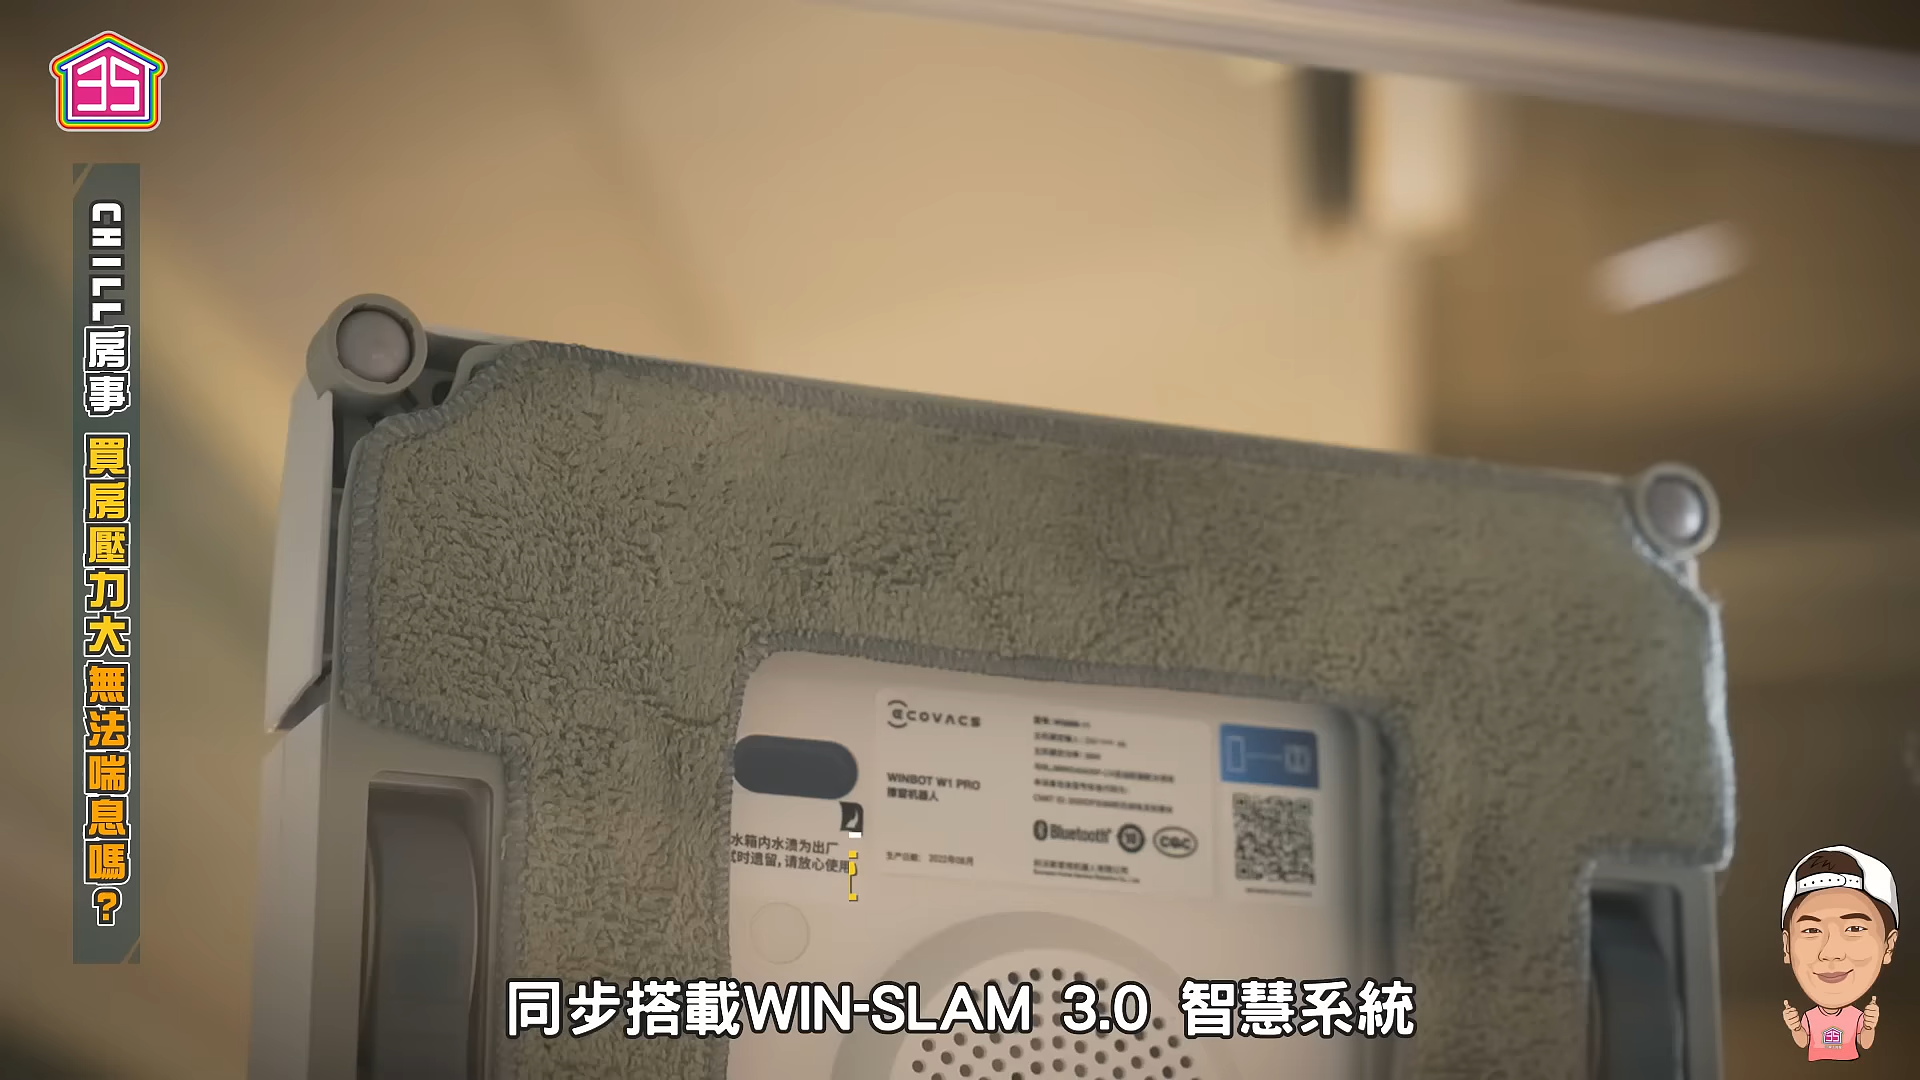 35
CHILL房事 買房壓力大無法喘息嗎?
ECOVACS
WINBOT W1 PRO
擦窗机器人
Bluetooth
CQC
水箱内水渍为出厂
试时遗留,请放心使用
生产日期: 2022年08月
同步搭載WIN-SLAM 3.0 智慧系統